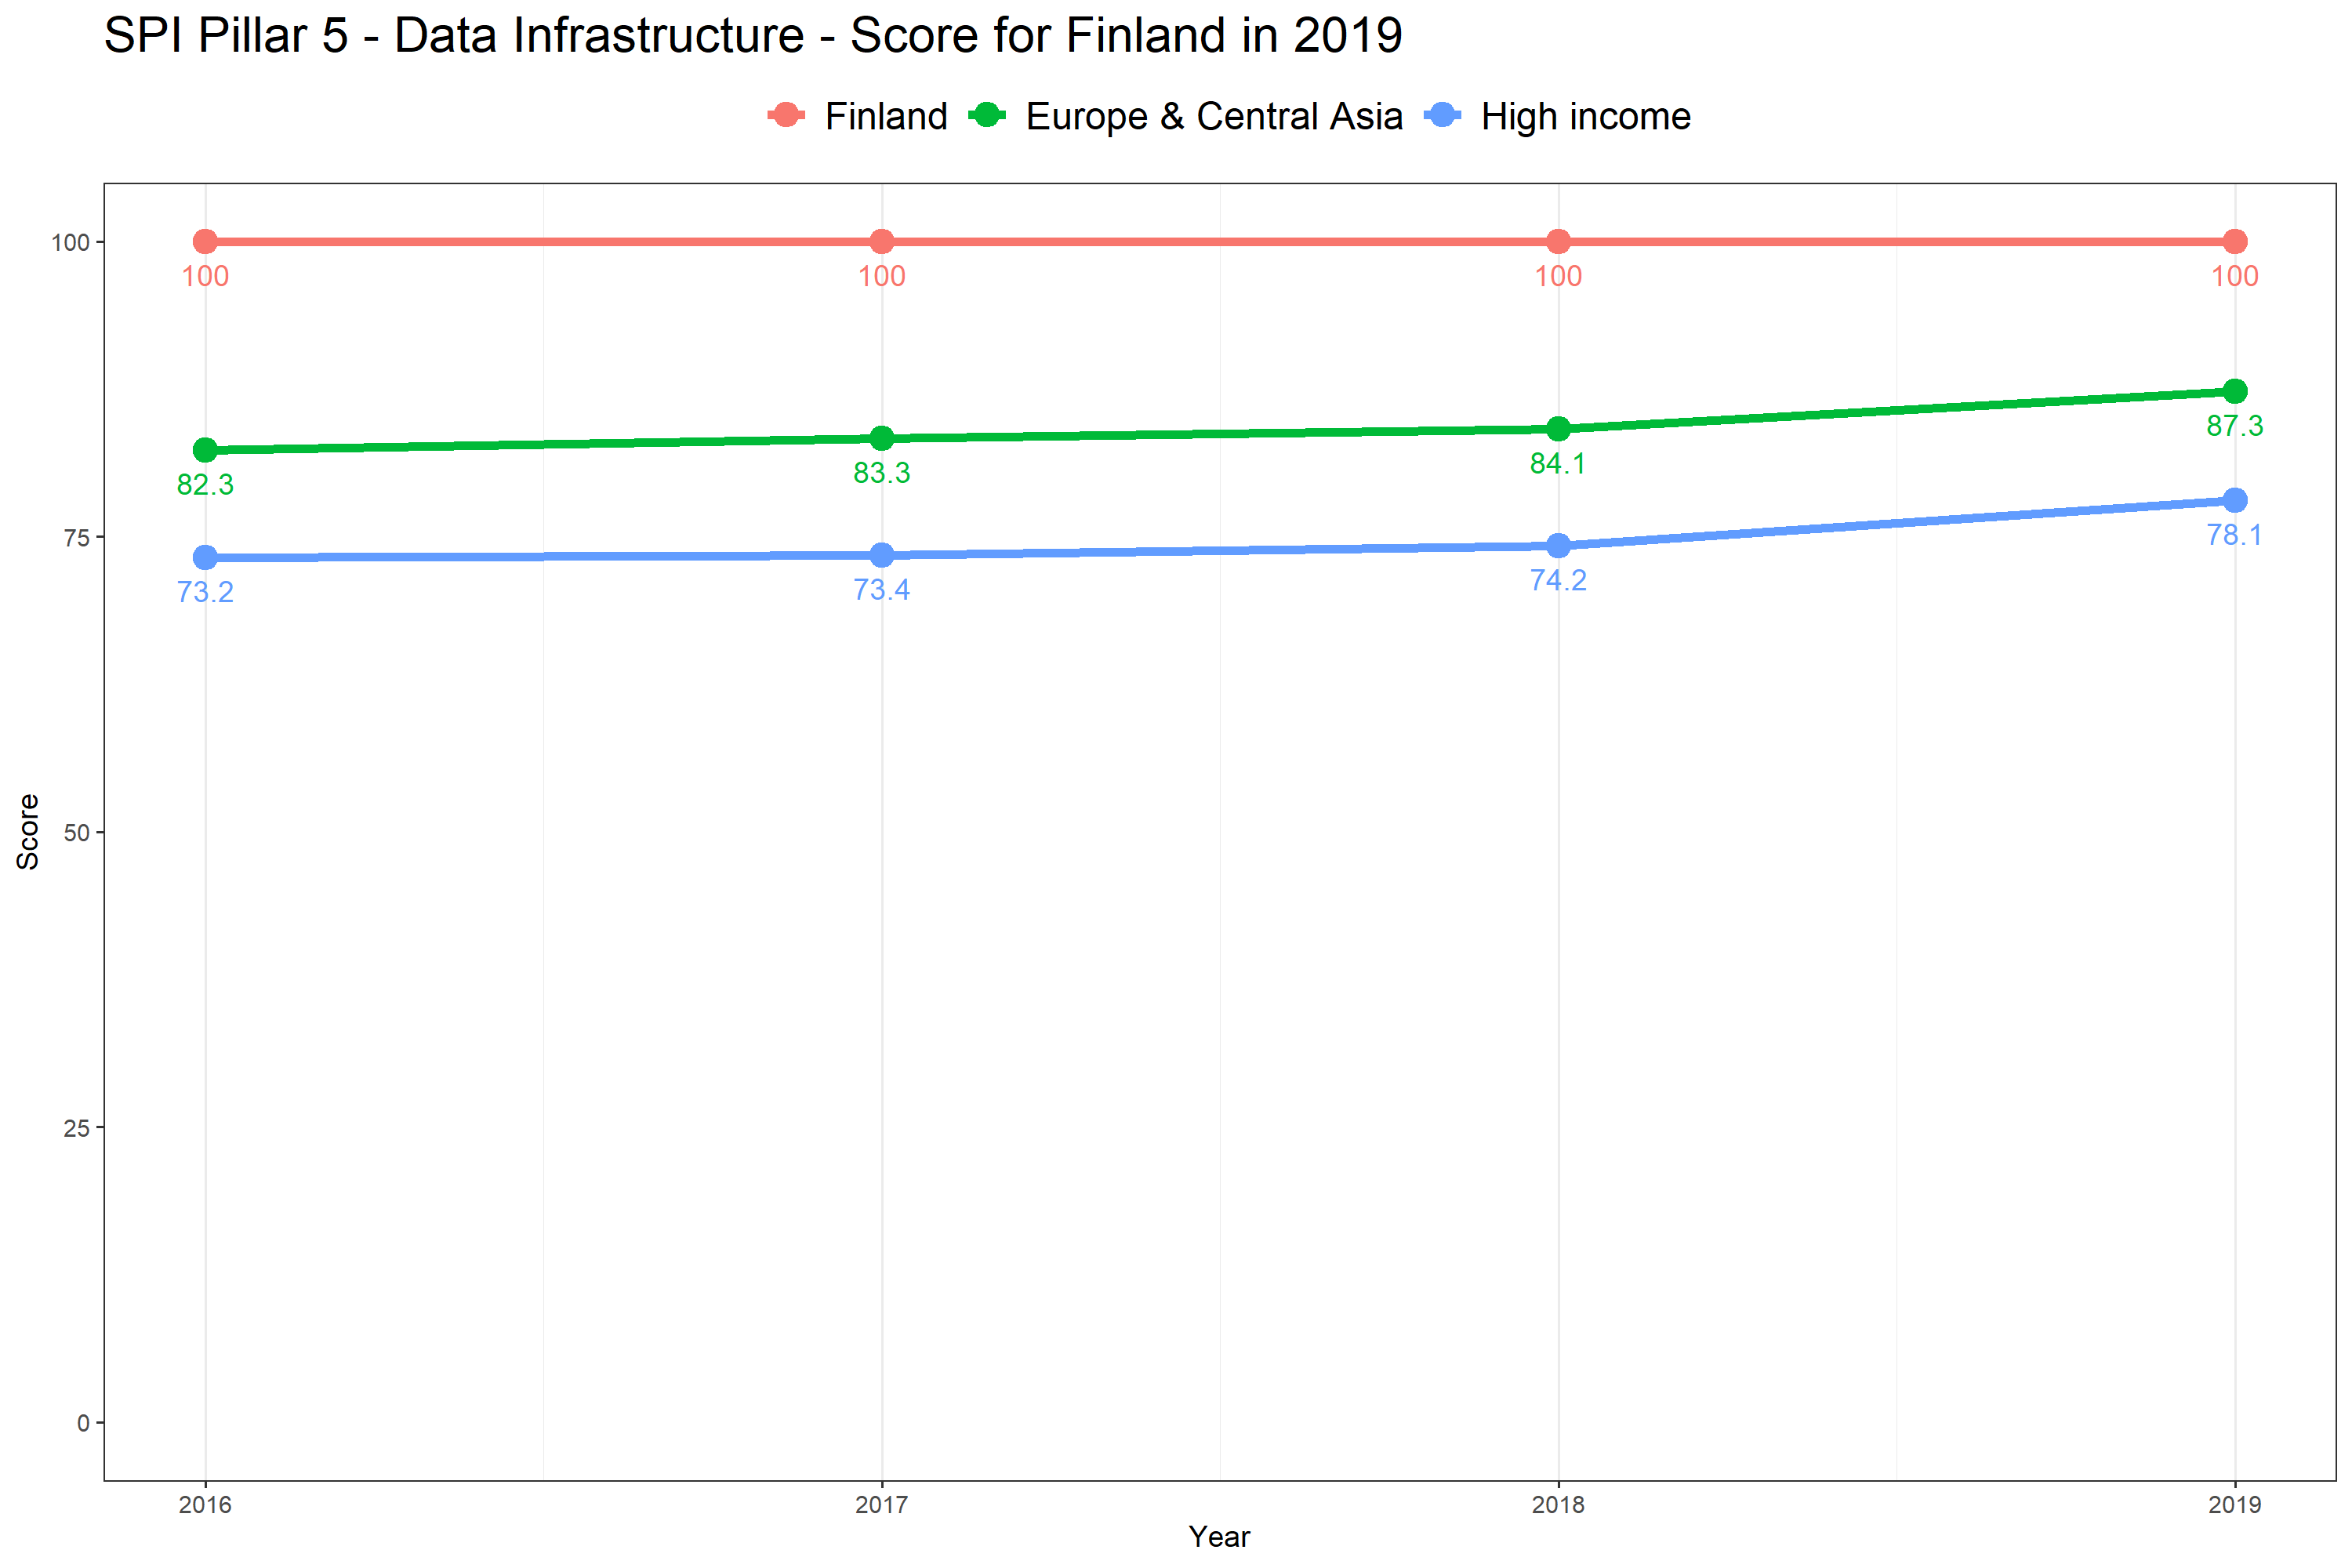 SPI Pillar 5 - Data Infrastructure - Score for Finland in 2019
Finland Europe & Central Asia High income
100
100 100 100 100
87.3
84.1
83.3
82.3
75
78.1
74.2
73.4
73.2
50
Score
25
0
2016 2017 2018 2019
Year